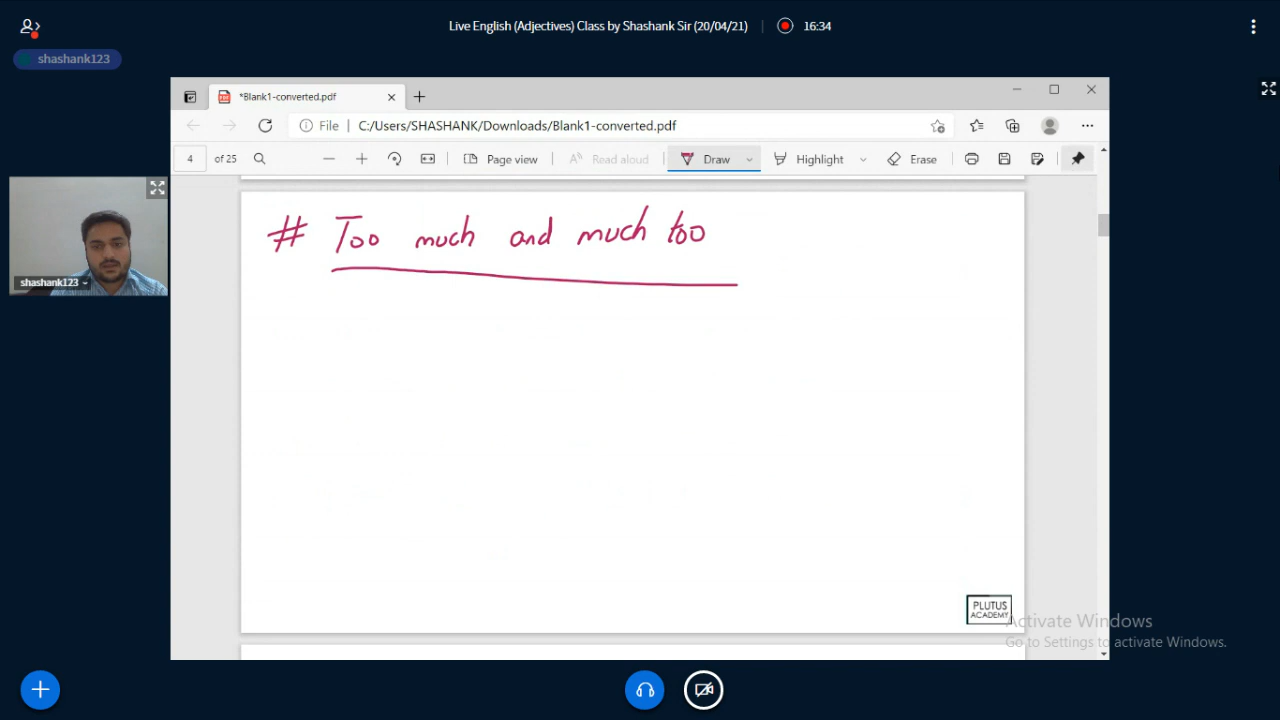 Live English (Adjectives) Class by Shashank Sir (20/04/21)
16:34
shashank123
*Blank1-converted.pdf
File
C:/Users/SHASHANK/Downloads/Blank1-converted.pdf
4 of 25
Page view
Read aloud
Draw
Highlight
Erase
shashank123
# Too much and much too
PLUTUS
ACADEMY
Activate Windows
Go to Settings to activate Windows.